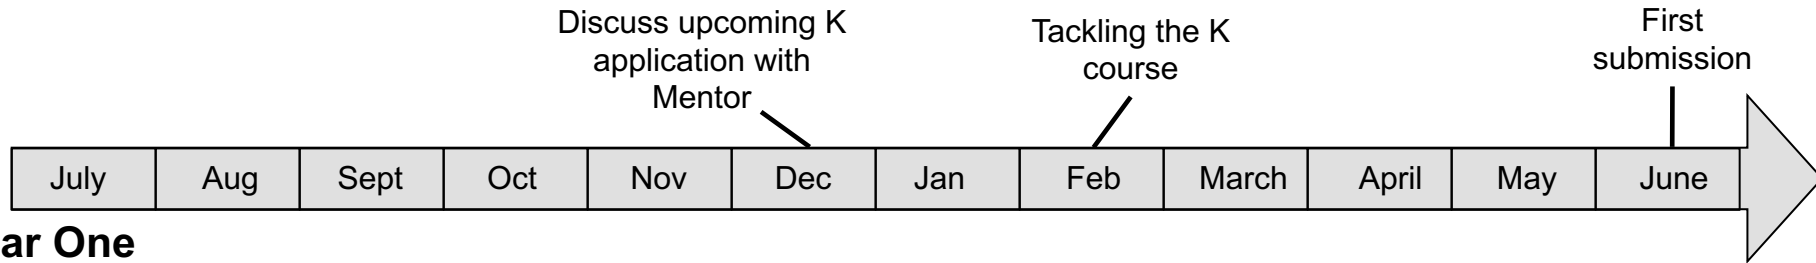 Discuss upcoming K
application with
Mentor
Tackling the K
course
First
submission
July Aug Sept Oct Nov Dec Jan Feb March April May June
ar One